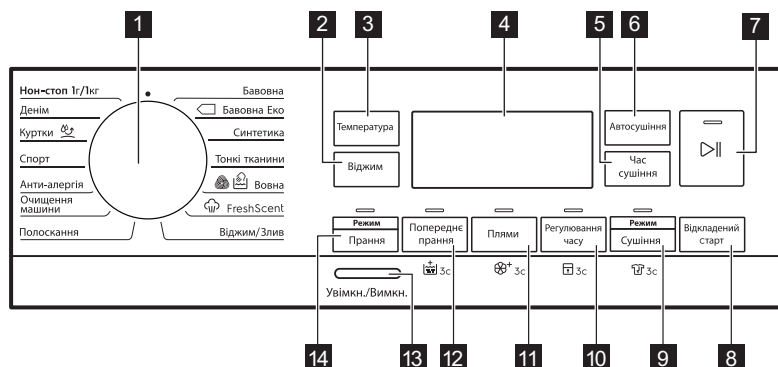 1
2
3
4
5
6
7
Нон-стоп 1г/1кг
Денім
Куртки
Спорт
Анти-алергія
Очищення
машини
Полоскання
Бавовна
Бавовна Еко
Синтетика
Тонкі тканини
Вовна
FreshScent
Віджим/Злив
Температура
Віджим
Автосушіння
Час
сушіння
Режим
Прання
Попереднє
прання
Плями
Регулювання
часу
Режим
Сушіння
Відкладений
старт
3с
3с
3с
3с
Увімкн./Вимкн.
14
13
12
11
10
9
8